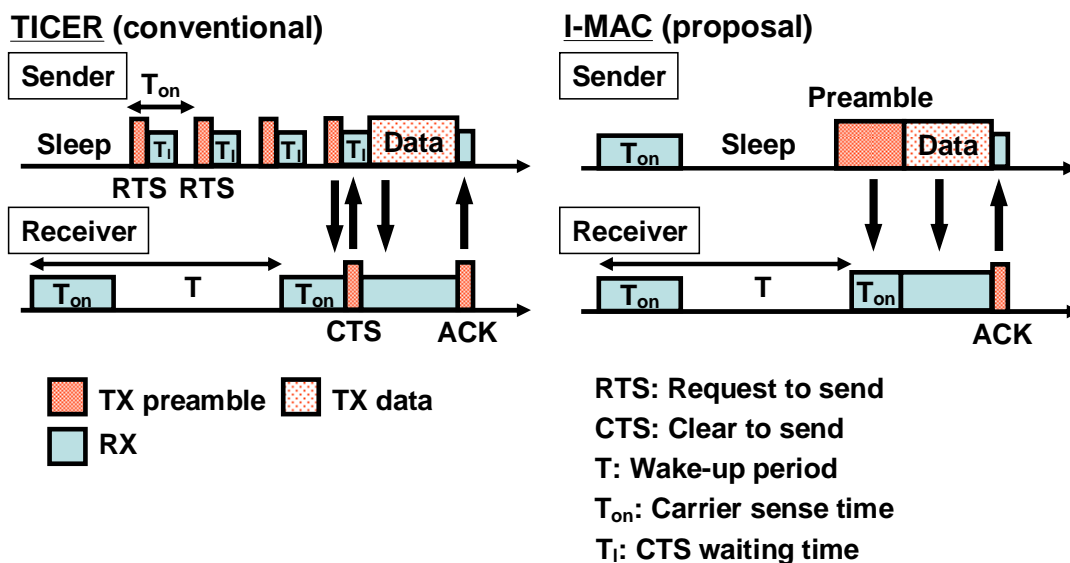 TICER (conventional)
Sender
Ton
Sleep
TI
TI
TI
TI
Data
RTS
RTS
Receiver
Ton
T
Ton
CTS
ACK
TX preamble
TX data
RX
I-MAC (proposal)
Sender
Preamble
Ton
Sleep
Data
Receiver
Ton
T
Ton
ACK
RTS: Request to send
CTS: Clear to send
T: Wake-up period
Ton: Carrier sense time
TI: CTS waiting time